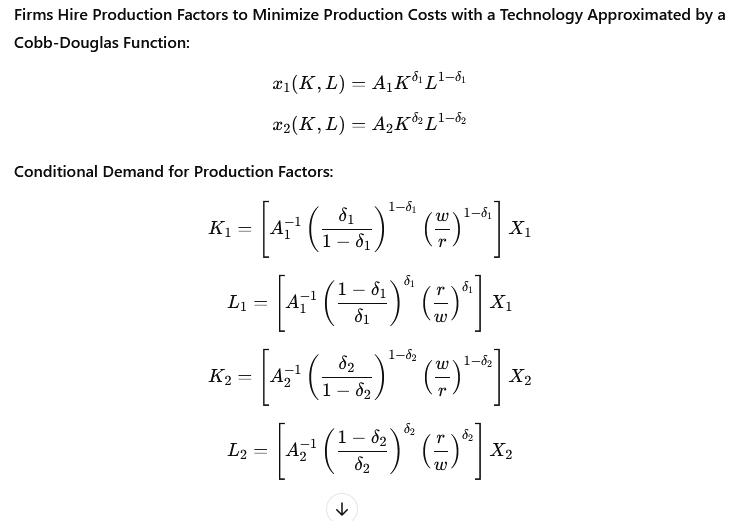 Firms Hire Production Factors to Minimize Production Costs with a Technology Approximated by a
Cobb-Douglas Function:
x₁(K, L) = A₁K^{δ₁}L^{1−δ₁}
x₂(K, L) = A₂K^{δ₂}L^{1−δ₂}
Conditional Demand for Production Factors:
K₁ = [A₁^{−1} (δ₁/(1 − δ₁))^{1−δ₁} (w/r)^{1−δ₁}] X₁
L₁ = [A₁^{−1} ((1 − δ₁)/δ₁)^{δ₁} (r/w)^{δ₁}] X₁
K₂ = [A₂^{−1} (δ₂/(1 − δ₂))^{1−δ₂} (w/r)^{1−δ₂}] X₂
L₂ = [A₂^{−1} ((1 − δ₂)/δ₂)^{δ₂} (r/w)^{δ₂}] X₂